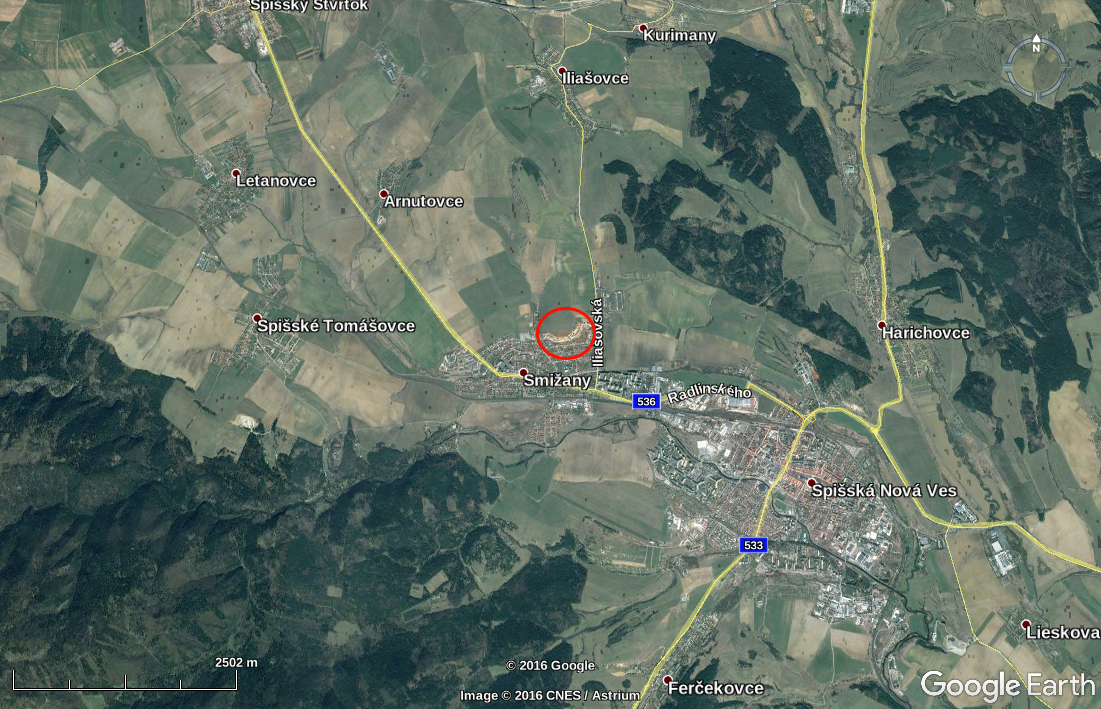 Spišský Štvrtok
Kurimany
N
Iliašovce
Letanovce
Arnutovce
Spišské Tomášovce
Iliašovská
Harichovce
Smižany
536
Radlinského
Spišská Nová Ves
533
Lieskova
2502 m
© 2016 Google
Image © 2016 CNES / Astrium
Ferčekovce
Google Earth